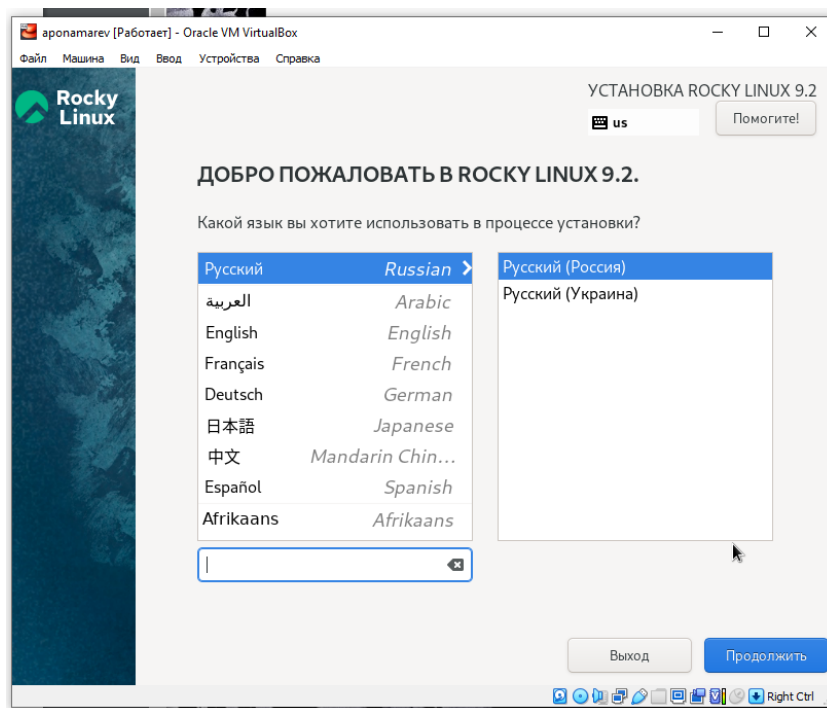 aponamarev [Работает] - Oracle VM VirtualBox
Файл Машина Вид Ввод Устройства Справка
Rocky
Linux
УСТАНОВКА ROCKY LINUX 9.2
us
Помогите!
ДОБРО ПОЖАЛОВАТЬ В ROCKY LINUX 9.2.
Какой язык вы хотите использовать в процессе установки?
Русский Russian
العربية Arabic
English English
Français French
Deutsch German
日本語 Japanese
中文 Mandarin Chin...
Español Spanish
Afrikaans Afrikaans
Русский (Россия)
Русский (Украина)
Выход
Продолжить
Right Ctrl